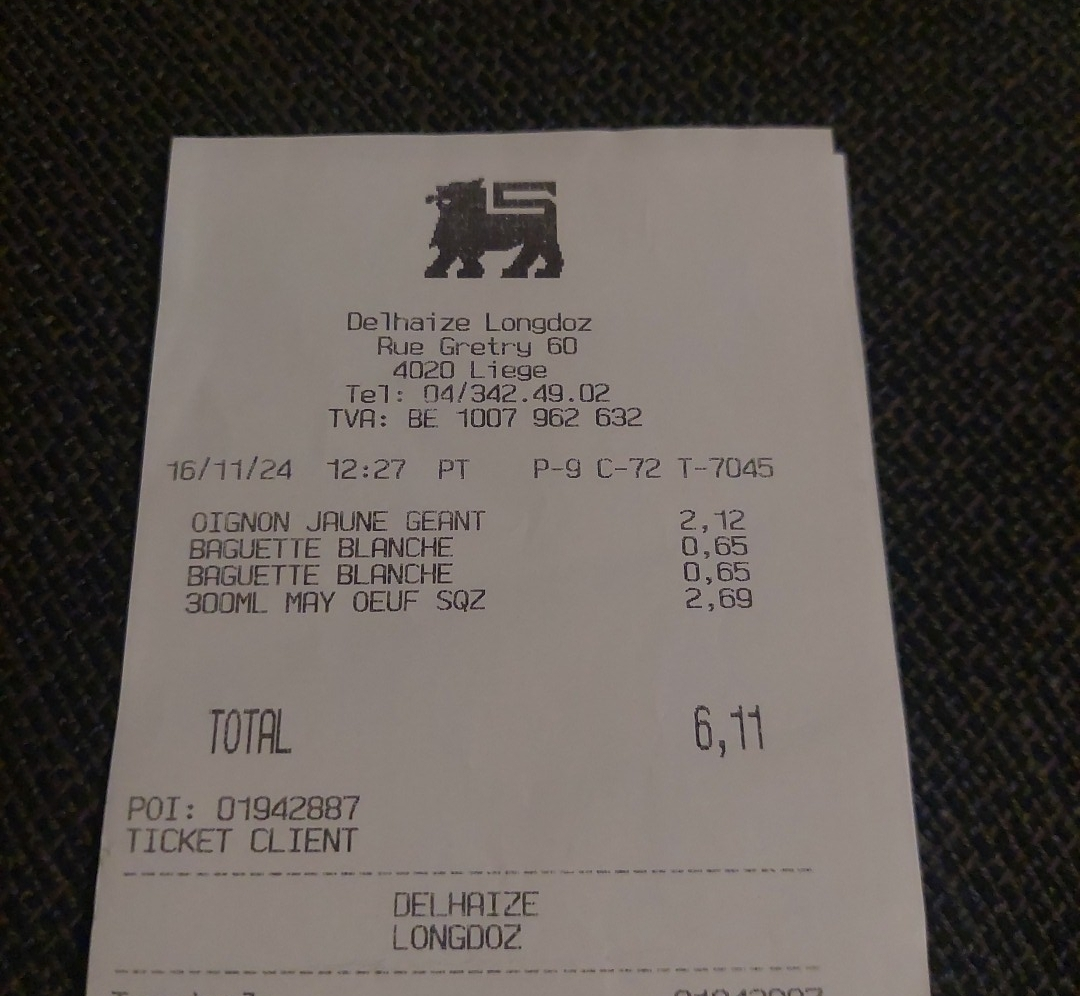 Delhaize Longdoz
Rue Gretry 60
4020 Liege
Tel: 04/342.49.02
TVA: BE 1007 962 632
16/11/24 12:27 PT P-9 C-72 T-7045
OIGNON JAUNE GEANT 2,12
BAGUETTE BLANCHE 0,65
BAGUETTE BLANCHE 0,65
300ML MAY OEUF SQZ 2,69
TOTAL 6,11
POI: 01942887
TICKET CLIENT
DELHAIZE
LONGDOZ